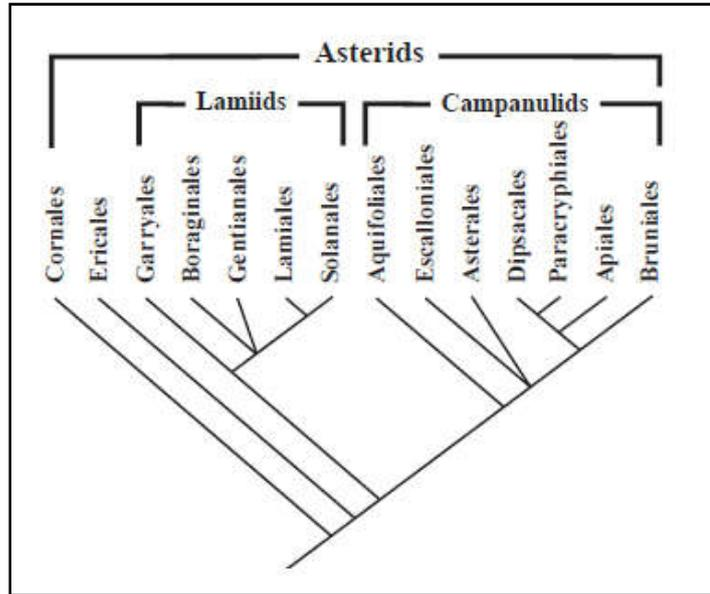 Asterids
Lamiids
Campanulids
Cornales
Ericales
Garryales
Boraginales
Gentianales
Lamiales
Solanales
Aquifoliales
Escalloniales
Asterales
Dipsacales
Paracryphiales
Apiales
Bruniales